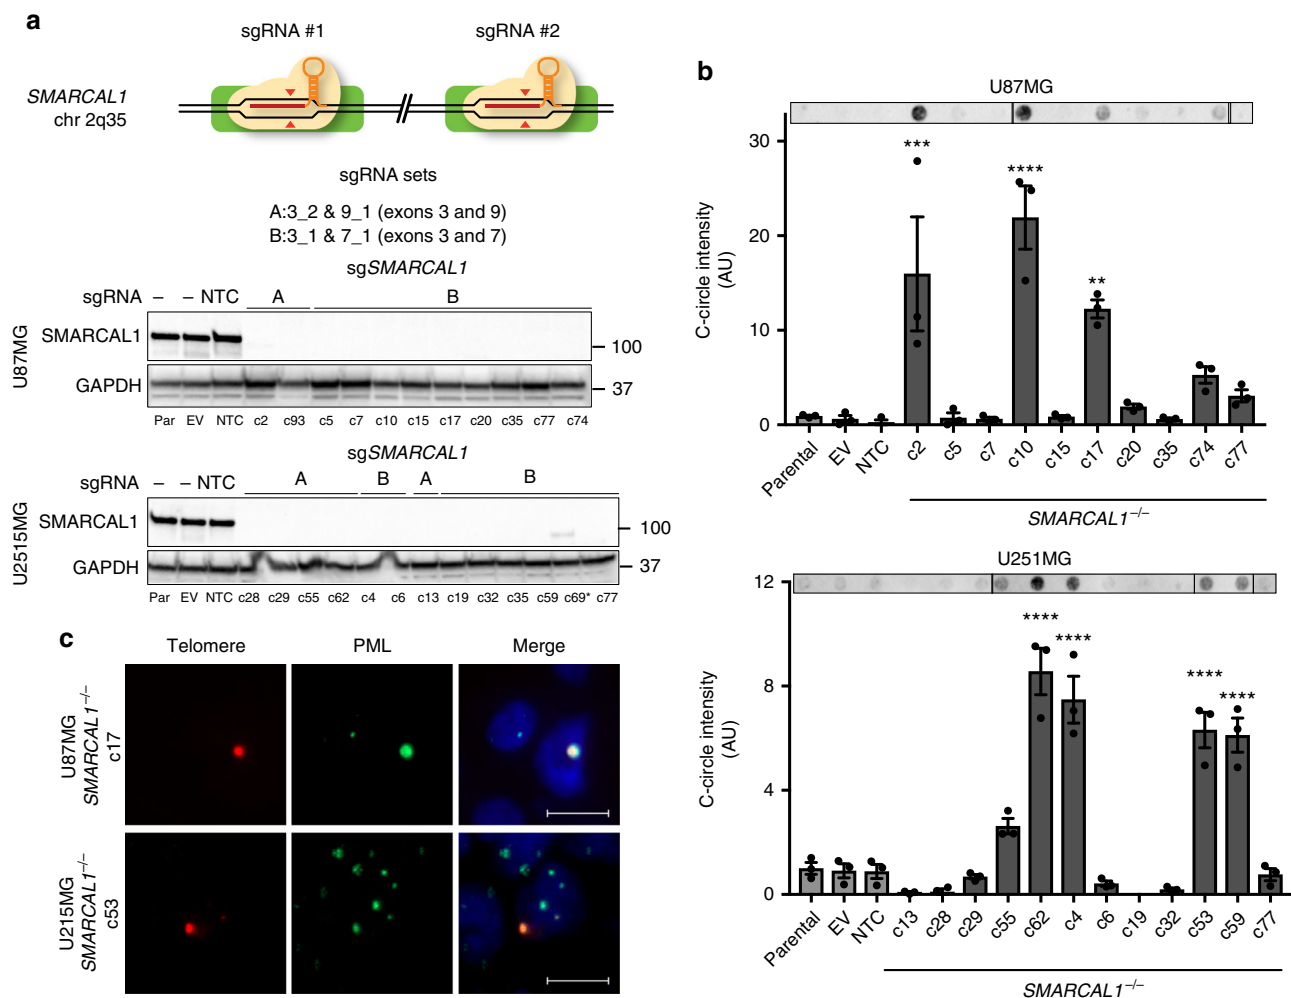 a
sgRNA #1 sgRNA #2
SMARCAL1
chr 2q35
sgRNA sets
A:3_2 & 9_1 (exons 3 and 9)
B:3_1 & 7_1 (exons 3 and 7)
sgSMARCAL1
sgRNA – – NTC A B
U87MG
SMARCAL1 100
GAPDH 37
Par EV NTC c2 c93 c5 c7 c10 c15 c17 c20 c35 c77 c74
sgSMARCAL1
sgRNA – – NTC A B A B
U2515MG
SMARCAL1 100
GAPDH 37
Par EV NTC c28 c29 c55 c62 c4 c6 c13 c19 c32 c35 c59 c69* c77
b
U87MG
C-circle intensity
(AU)
30
20
10
0
*** **** **
Parental EV NTC c2 c5 c7 c10 c15 c17 c20 c35 c74 c77
SMARCAL1–/–
U251MG
C-circle intensity
(AU)
12
8
4
0
**** **** **** ****
Parental EV NTC c13 c28 c29 c55 c62 c4 c6 c19 c32 c53 c59 c77
SMARCAL1–/–
c
Telomere PML Merge
U87MG
SMARCAL1–/–
c17
U215MG
SMARCAL1–/–
c53